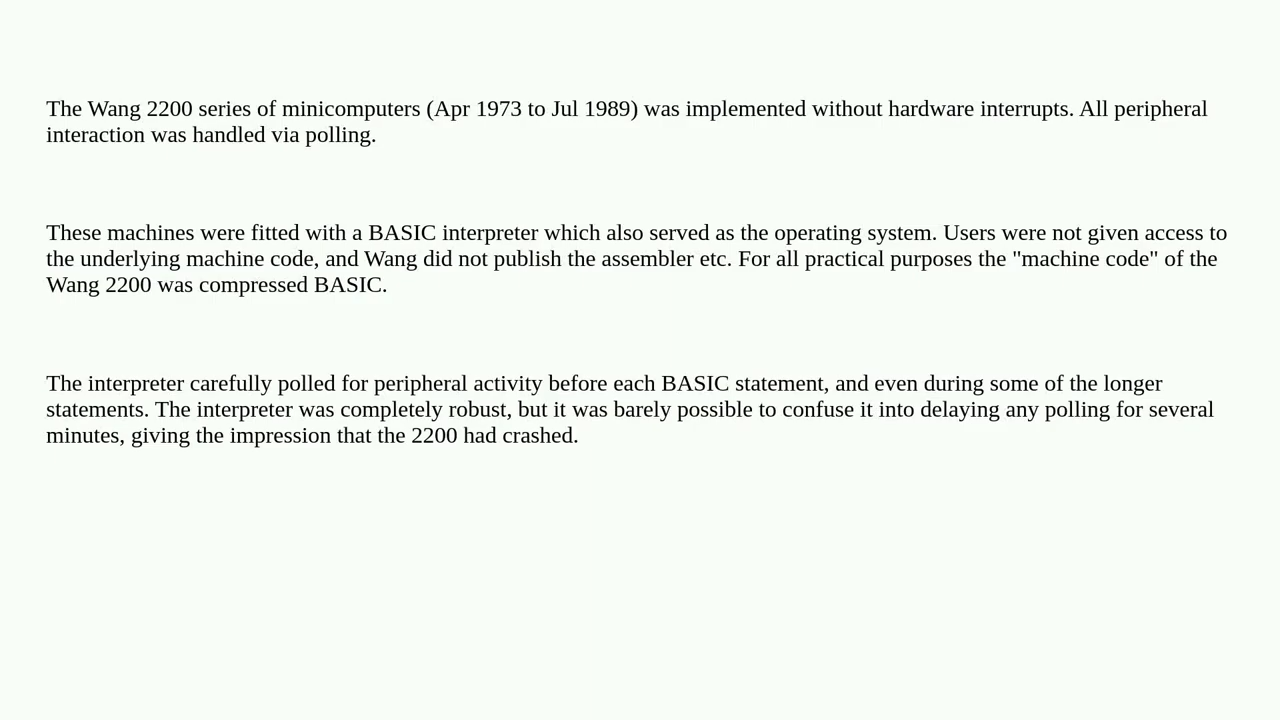 The Wang 2200 series of minicomputers (Apr 1973 to Jul 1989) was implemented without hardware interrupts. All peripheral
interaction was handled via polling.
These machines were fitted with a BASIC interpreter which also served as the operating system. Users were not given access to
the underlying machine code, and Wang did not publish the assembler etc. For all practical purposes the "machine code" of the
Wang 2200 was compressed BASIC.
The interpreter carefully polled for peripheral activity before each BASIC statement, and even during some of the longer
statements. The interpreter was completely robust, but it was barely possible to confuse it into delaying any polling for several
minutes, giving the impression that the 2200 had crashed.